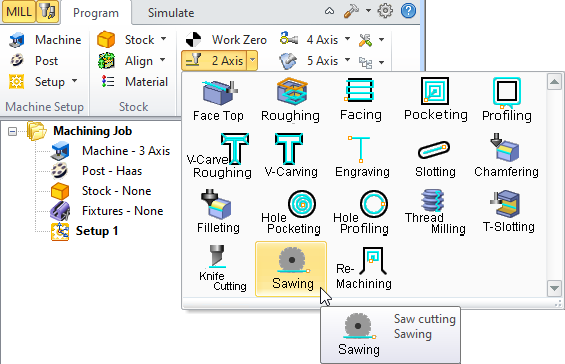 MILL Program Simulate
Machine Stock Work Zero 4 Axis
Post Align 2 Axis 5 Axis
Setup Material
Machine Setup Stock
Face Top Roughing Facing Pocketing Profiling
V-Carve Roughing V-Carving Engraving Slotting Chamfering
Filleting Hole Pocketing Hole Profiling Thread Milling T-Slotting
Knife Cutting Sawing Re-Machining
Machining Job
Machine - 3 Axis
Post - Haas
Stock - None
Fixtures - None
Setup 1
Saw cutting
Sawing
Sawing